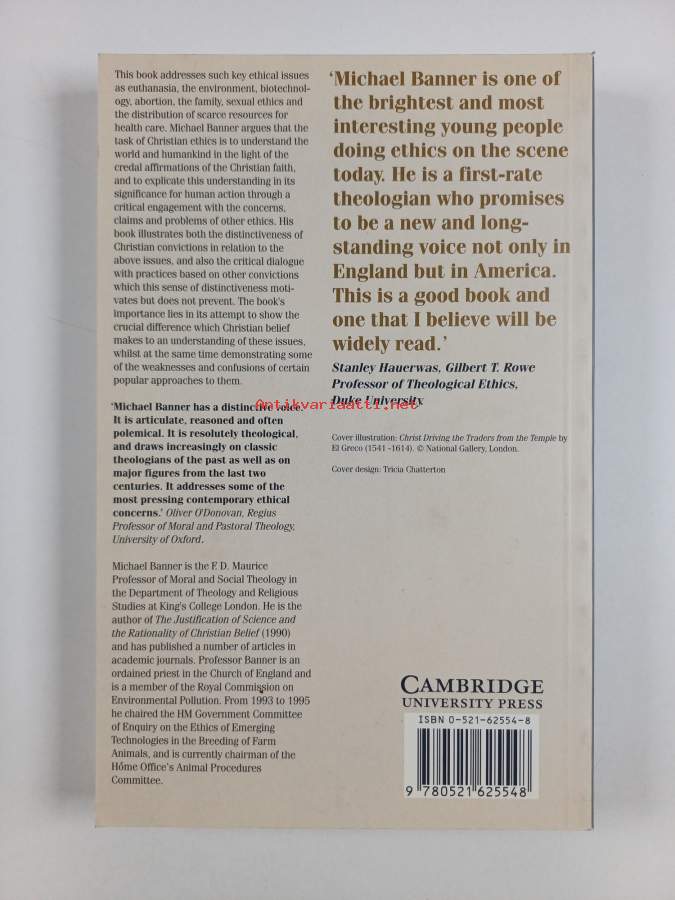 This book addresses such key ethical issues
as euthanasia, the environment, biotechnol-
ogy, abortion, the family, sexual ethics and
the distribution of scarce resources for
health care. Michael Banner argues that the
task of Christian ethics is to understand the
world and humankind in the light of the
credal affirmations of the Christian faith,
and to explicate this understanding in its
significance for human action through a
critical engagement with the concerns,
claims and problems of other ethics. His
book illustrates both the distinctiveness of
Christian convictions in relation to the
above issues, and also the critical dialogue
with practices based on other convictions
which this sense of distinctiveness moti-
vates but does not prevent. The book's
importance lies in its attempt to show the
crucial difference which Christian belief
makes to an understanding of these issues,
whilst at the same time demonstrating some
of the weaknesses and confusions of certain
popular approaches to them.
'Michael Banner has a distinctive voice.
It is articulate, reasoned and often
polemical. It is resolutely theological,
and draws increasingly on classic
theologians of the past as well as on
major figures from the last two
centuries. It addresses some of the
most pressing contemporary ethical
concerns.' Oliver O'Donovan, Regius
Professor of Moral and Pastoral Theology,
University of Oxford.
Michael Banner is the F. D. Maurice
Professor of Moral and Social Theology in
the Department of Theology and Religious
Studies at King's College London. He is the
author of The Justification of Science and
the Rationality of Christian Belief (1990)
and has published a number of articles in
academic journals. Professor Banner is an
ordained priest in the Church of England and
is a member of the Royal Commission on
Environmental Pollution. From 1993 to 1995
he chaired the HM Government Committee
of Enquiry on the Ethics of Emerging
Technologies in the Breeding of Farm
Animals, and is currently chairman of the
Home Office's Animal Procedures
Committee.
'Michael Banner is one of
the brightest and most
interesting young people
doing ethics on the scene
today. He is a first-rate
theologian who promises
to be a new and long-
standing voice not only in
England but in America.
This is a good book and
one that I believe will be
widely read.'
Stanley Hauerwas, Gilbert T. Rowe
Professor of Theological Ethics,
Duke University
Antikvariaatti.net
Cover illustration: Christ Driving the Traders from the Temple by
El Greco (1541–1614). © National Gallery, London.
Cover design: Tricia Chatterton
CAMBRIDGE
UNIVERSITY PRESS
ISBN 0-521-62554-8
9 780521 625548